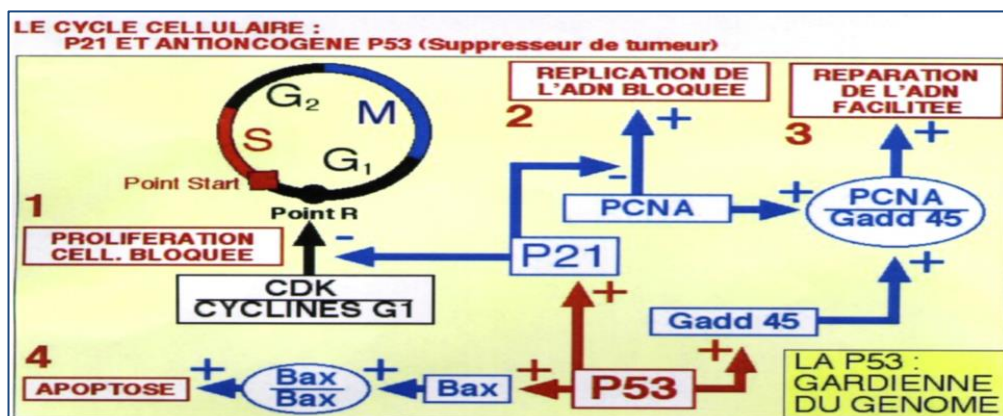 LE CYCLE CELLULAIRE :
P21 ET ANTIONCOGENE P53 (Suppresseur de tumeur)
G2
M
S
G1
Point Start
Point R
1
PROLIFERATION
CELL. BLOQUEE
-
CDK
CYCLINES G1
REPLICATION DE
L'ADN BLOQUEE
2
+
-
PCNA
+
P21
+
REPARATION
DE L'ADN
FACILITEE
3
+
PCNA
Gadd 45
+
Gadd 45
+
4
APOPTOSE
+
Bax
Bax
+
Bax
+
P53
LA P53 :
GARDIENNE
DU GENOME